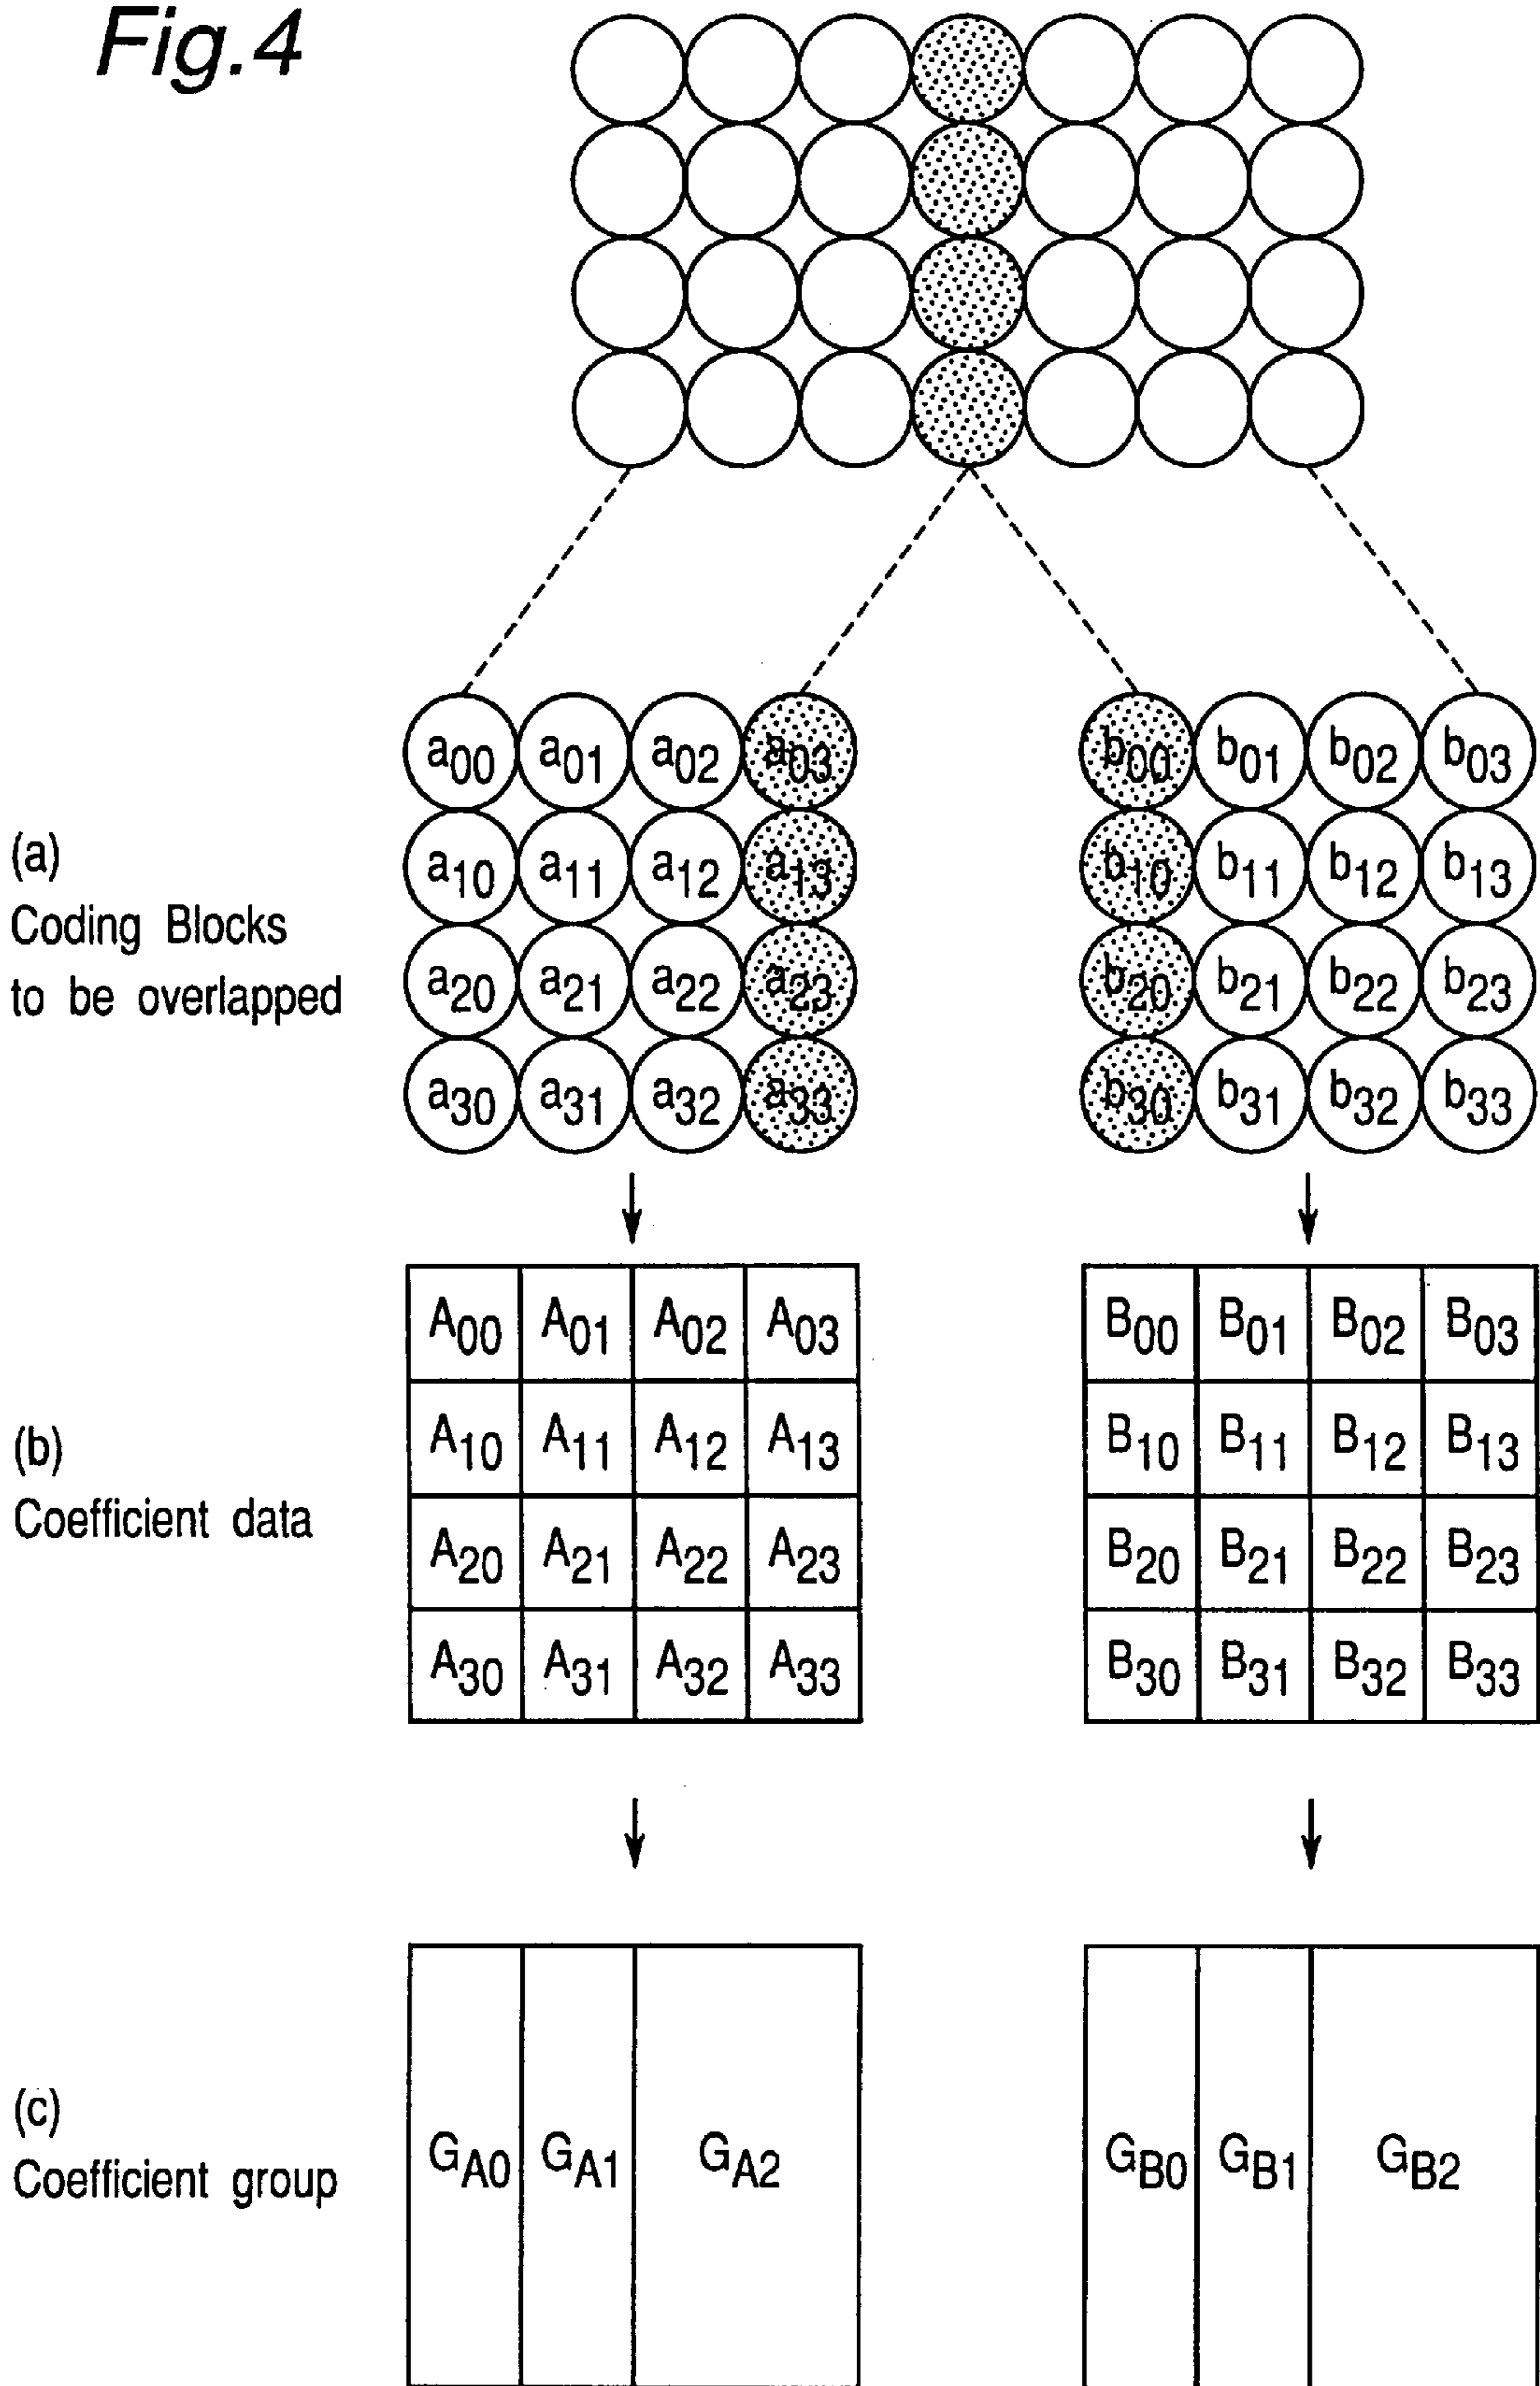 Fig.4
a00 a01 a02 a03 b00 b01 b02 b03
(a)
a10 a11 a12 a13 b10 b11 b12 b13
Coding Blocks
to be overlapped
a20 a21 a22 a23 b20 b21 b22 b23
a30 a31 a32 a33 b30 b31 b32 b33
A00 A01 A02 A03 B00 B01 B02 B03
(b)
A10 A11 A12 A13 B10 B11 B12 B13
Coefficient data
A20 A21 A22 A23 B20 B21 B22 B23
A30 A31 A32 A33 B30 B31 B32 B33
(c)
Coefficient group
GA0 GA1 GA2 GB0 GB1 GB2